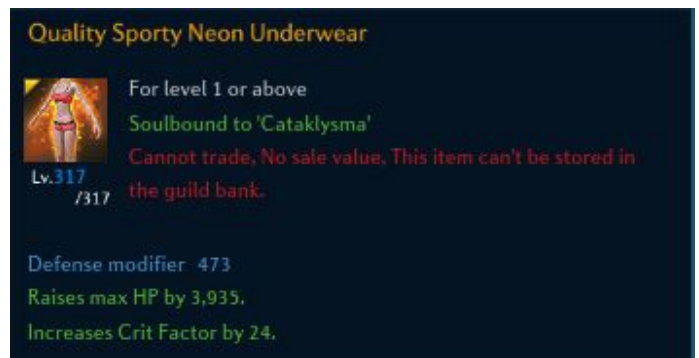 Quality Sporty Neon Underwear
For level 1 or above
Soulbound to 'Cataklysma'
Cannot trade, No sale value, This item can't be stored in
the guild bank.
Lv.317
/317
Defense modifier 473
Raises max HP by 3,935.
Increases Crit Factor by 24.